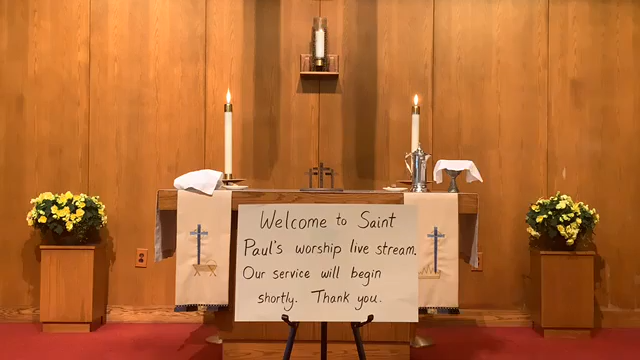 Welcome to Saint
Paul's worship live stream.
Our service will begin
shortly. Thank you.